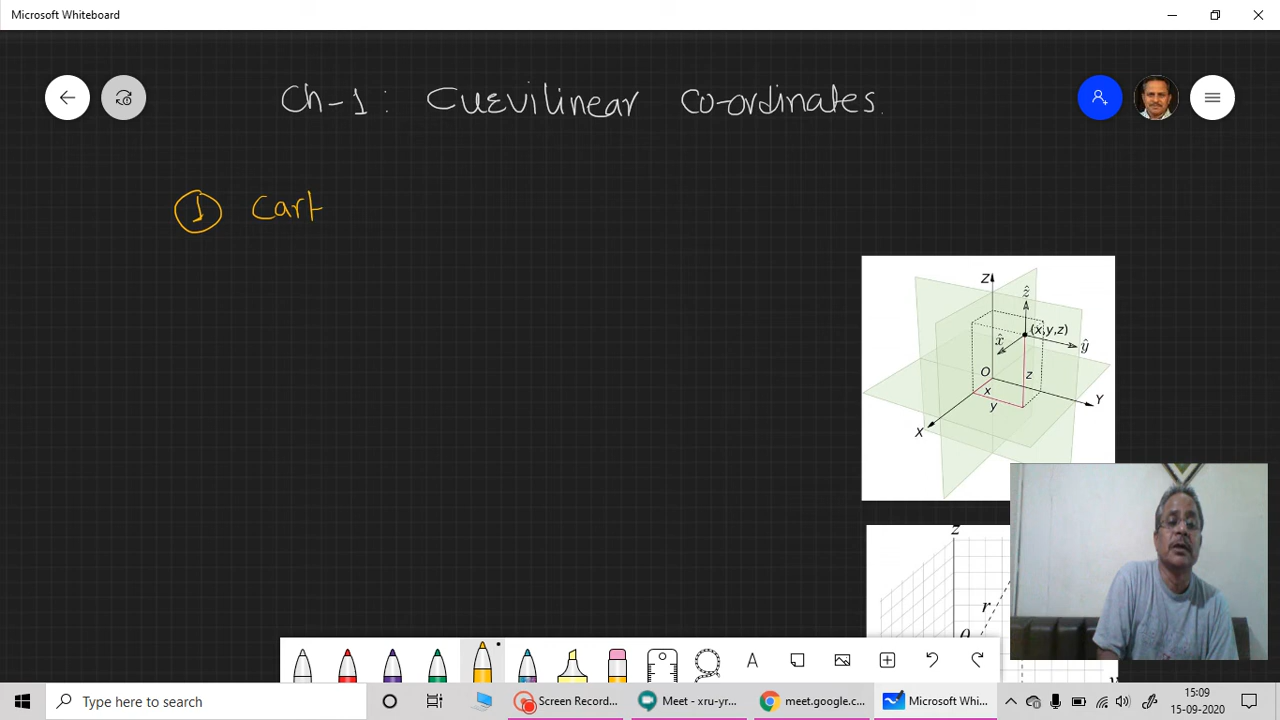 Microsoft Whiteboard
Ch-1: Curvilinear Co-ordinates.
1 Cart
Z
ẑ
(x,y,z)
x̂
ŷ
O
z
x
y
Y
X
z
r
θ
A
Type here to search
Screen Record...
Meet - xru-yr...
meet.google.c...
Microsoft Whi...
15:09
15-09-2020